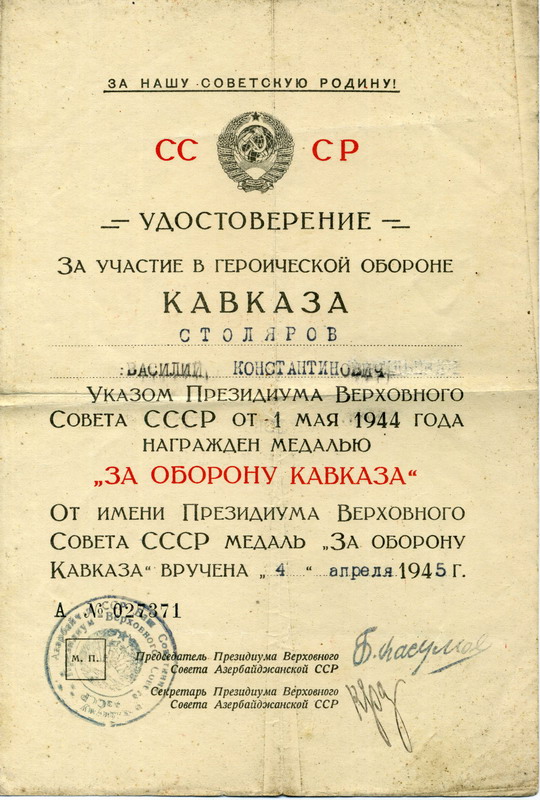 ЗА НАШУ СОВЕТСКУЮ РОДИНУ!
СС СР
УДОСТОВЕРЕНИЕ
ЗА УЧАСТИЕ В ГЕРОИЧЕСКОЙ ОБОРОНЕ
КАВКАЗА
СТОЛЯРОВ
ВАСИЛИЙ КОНСТАНТИНОВИЧ
УКАЗОМ ПРЕЗИДИУМА ВЕРХОВНОГО
СОВЕТА СССР ОТ 1 МАЯ 1944 ГОДА
НАГРАЖДЕН МЕДАЛЬЮ
„ЗА ОБОРОНУ КАВКАЗА“
ОТ ИМЕНИ ПРЕЗИДИУМА ВЕРХОВНОГО
СОВЕТА СССР МЕДАЛЬ „ЗА ОБОРОНУ
КАВКАЗА“ ВРУЧЕНА „ 4 “ апреля 1945 г.
А № 027371
М. П.
Председатель Президиума Верховного
Совета Азербайджанской ССР
Секретарь Президиума Верховного
Совета Азербайджанской ССР